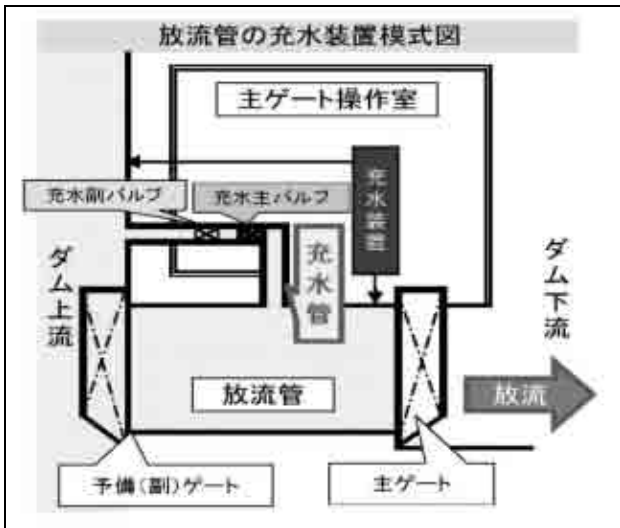 放流管の充水装置模式図
主ゲート操作室
充水副バルブ
充水主バルブ
充水装置
充水管
ダム上流
ダム下流
放流管
放流
予備(副)ゲート
主ゲート